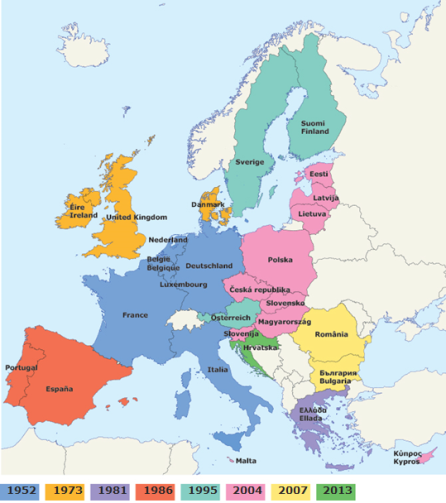 Suomi
Finland
Sverige
Eesti
Latvija
Lietuva
Éire
Ireland
United Kingdom
Danmark
Nederland
België
Belgique
Deutschland
Luxembourg
Polska
Česká republika
Slovensko
France
Österreich
Magyarország
Slovenija
Hrvatska
România
Italia
България
Bulgaria
Portugal
España
Ελλάδα
Ellada
Κύπρος
Kypros
Malta
1952 1973 1981 1986 1995 2004 2007 2013